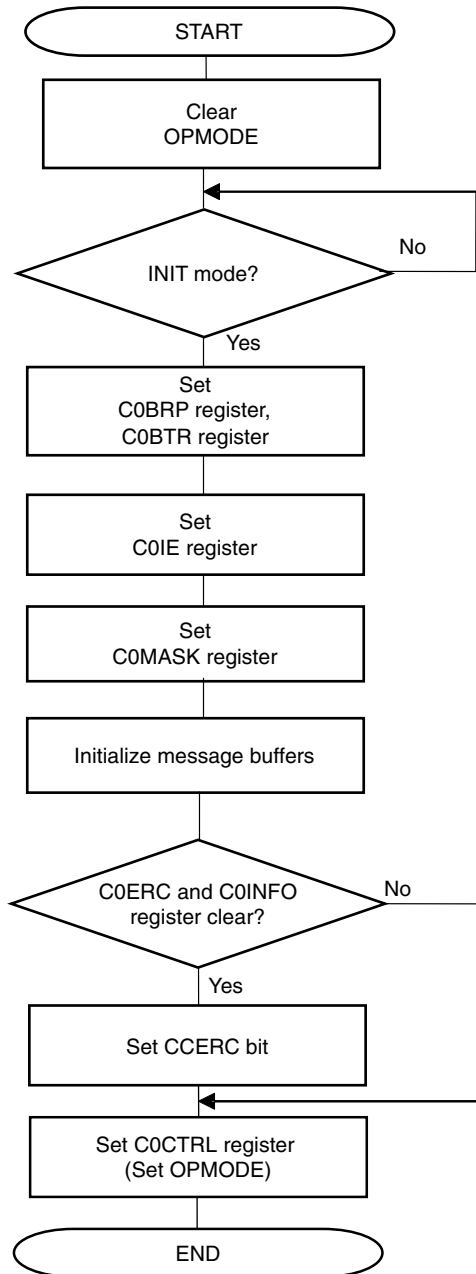 START
Clear
OPMODE
No
INIT mode?
Yes
Set
C0BRP register,
C0BTR register
Set
C0IE register
Set
C0MASK register
Initialize message buffers
C0ERC and C0INFO
register clear?
No
Yes
Set CCERC bit
Set C0CTRL register
(Set OPMODE)
END